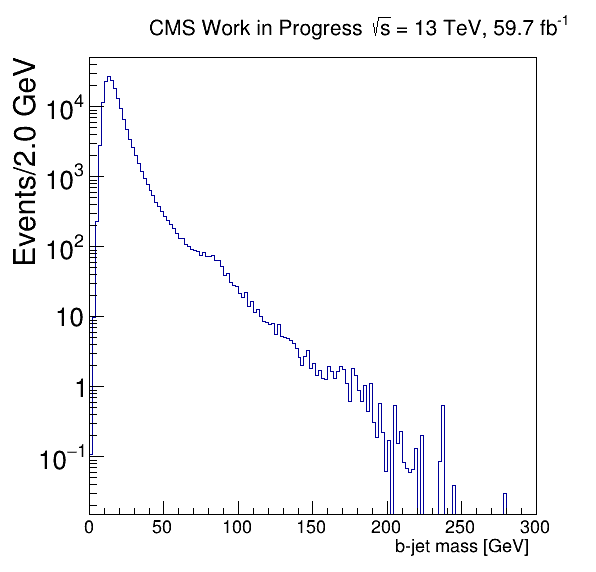 CMS Work in Progress √s = 13 TeV, 59.7 fb⁻¹
Events/2.0 GeV
10⁴
10³
10²
10
1
10⁻¹
0 50 100 150 200 250 300
b-jet mass [GeV]